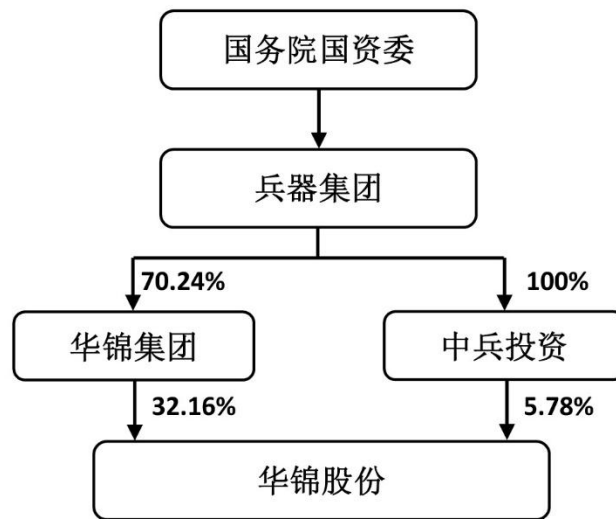 国务院国资委
兵器集团
70.24%
100%
华锦集团
中兵投资
32.16%
5.78%
华锦股份